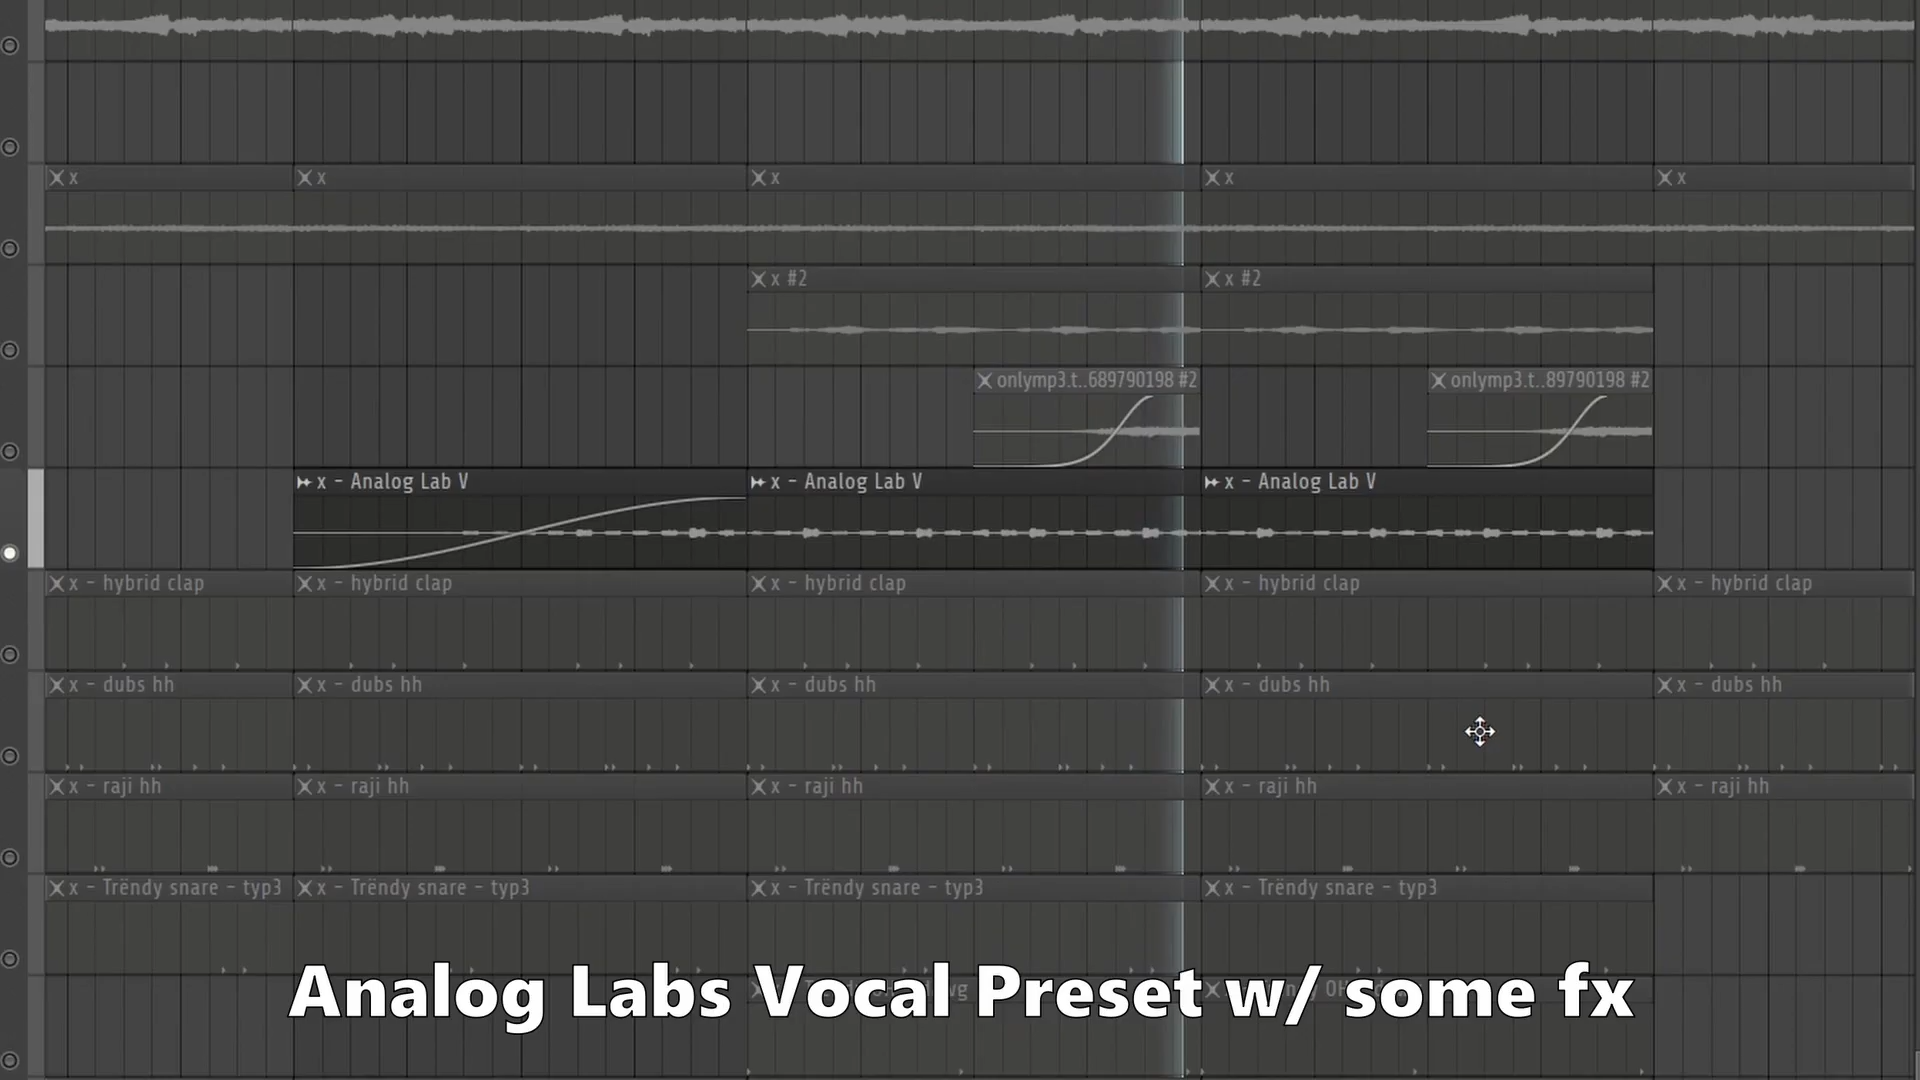 x x x x x
x #2 x #2
onlymp3.t..689790198 #2 onlymp3.t..89790198 #2
x - Analog Lab V x - Analog Lab V x - Analog Lab V
x - hybrid clap x - hybrid clap x - hybrid clap x - hybrid clap x - hybrid clap
x - dubs hh x - dubs hh x - dubs hh x - dubs hh x - dubs hh
x - raji hh x - raji hh x - raji hh x - raji hh x - raji hh
x - Trëndy snare - typ3 x - Trëndy snare - typ3 x - Trëndy snare - typ3 x - Trëndy snare - typ3
Analog Labs Vocal Preset w/ some fx